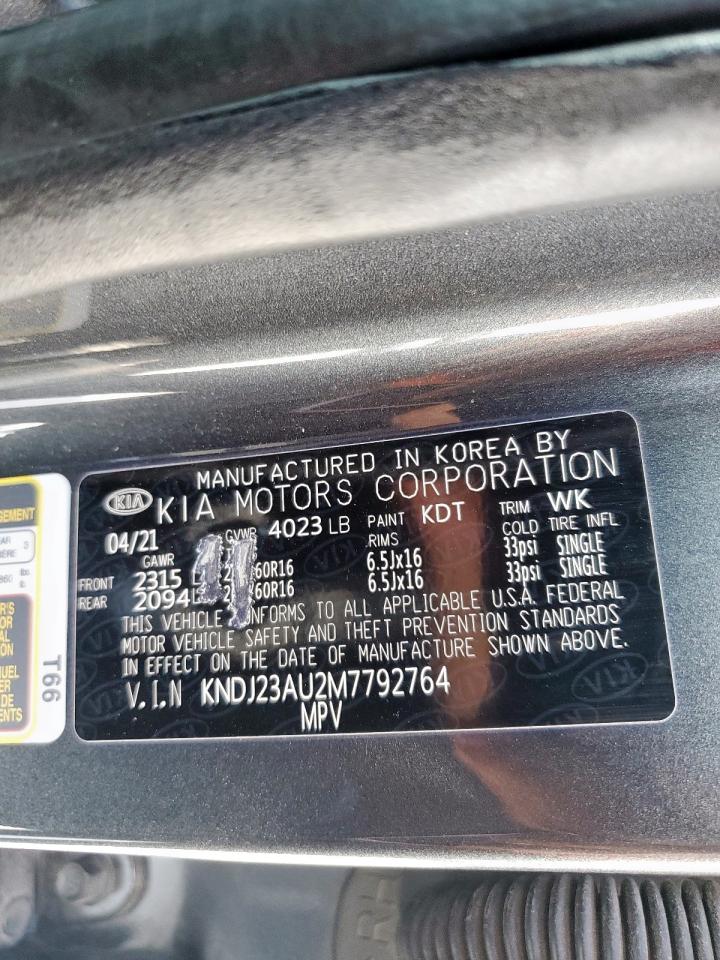 MANUFACTURED IN KOREA BY
KIA KIA MOTORS CORPORATION
04/21 GVWR 4023 LB PAINT KDT TRIM WK
GAWR RIMS COLD TIRE INFL
FRONT 2315 60R16 6.5Jx16 33psi SINGLE
REAR 2094 60R16 6.5Jx16 33psi SINGLE
THIS VEHICLE NFORMS TO ALL APPLICABLE U.S.A. FEDERAL
MOTOR VEHICLE SAFETY AND THEFT PREVENTION STANDARDS
IN EFFECT ON THE DATE OF MANUFACTURE SHOWN ABOVE.
V.I.N KNDJ23AU2M7792764
MPV
T66